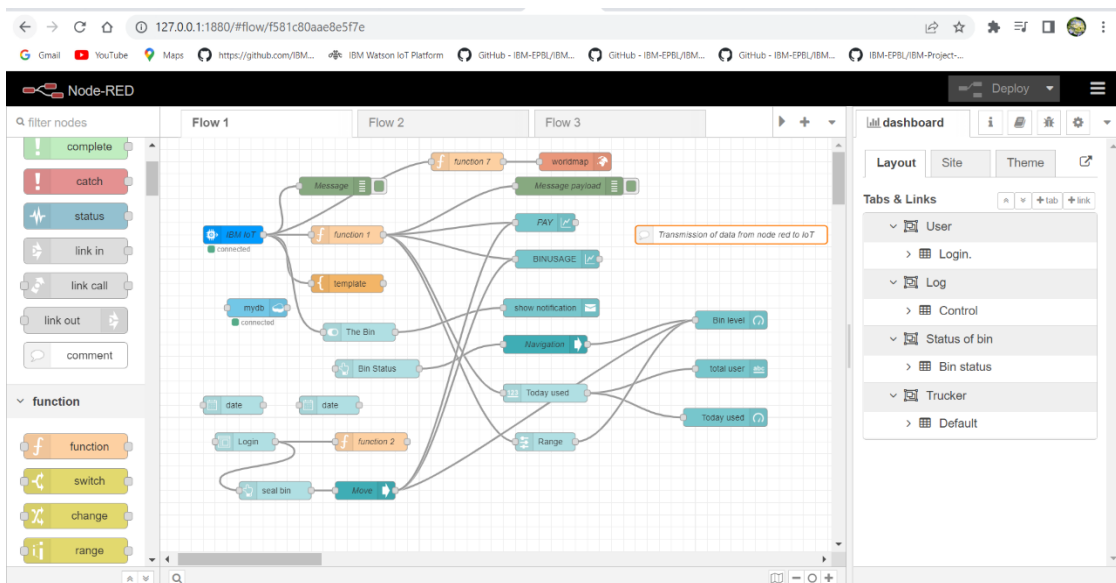 127.0.0.1:1880/#flow/f581c80aae8e5f7e
Gmail YouTube Maps https://github.com/IBM... IBM Watson IoT Platform GitHub - IBM-EPBL/IBM... GitHub - IBM-EPBL/IBM... GitHub - IBM-EPBL/IBM... IBM-EPBL/IBM-Project-...
Node-RED Deploy
filter nodes
complete
catch
status
link in
link call
link out
comment
function
function
switch
change
range
Flow 1 Flow 2 Flow 3
function 7 worldmap
Message Message payload
IBM IoT function 1 PAY Transmission of data from node red to IoT
connected
BINUSAGE
template
mydb show notification
connected
The Bin Bin level
Navigation
Bin Status total user abc
Today used
date date Today used
Login function 2 Range
seal bin Move
dashboard i
Layout Site Theme
Tabs & Links +tab +link
User
Login.
Log
Control
Status of bin
Bin status
Trucker
Default